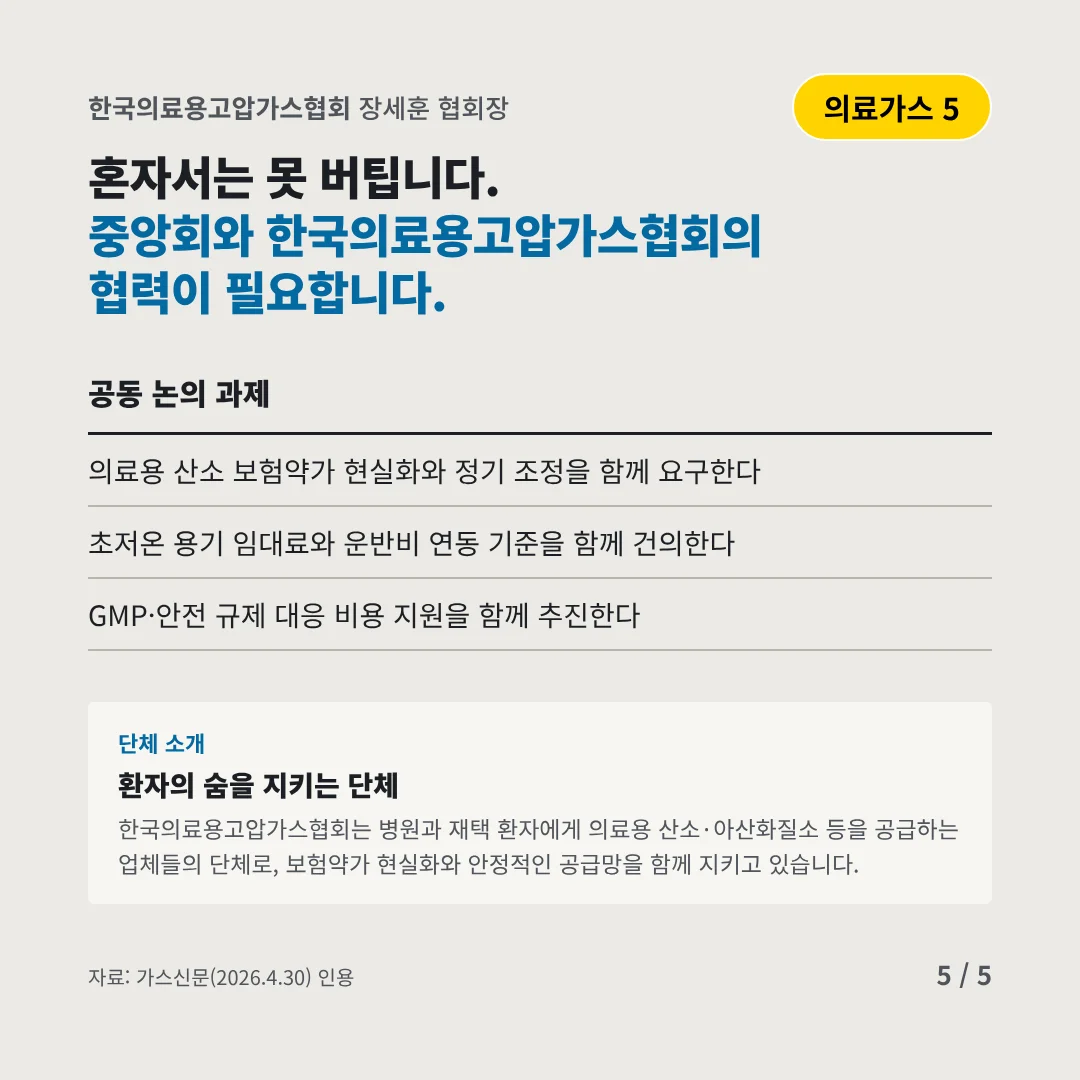 한국의료용고압가스협회 장세훈 협회장
의료가스 5
혼자서는 못 버팁니다.
중앙회와 한국의료용고압가스협회의
협력이 필요합니다.
공동 논의 과제
의료용 산소 보험약가 현실화와 정기 조정을 함께 요구한다
초저온 용기 임대료와 운반비 연동 기준을 함께 건의한다
GMP·안전 규제 대응 비용 지원을 함께 추진한다
단체 소개
환자의 숨을 지키는 단체
한국의료용고압가스협회는 병원과 재택 환자에게 의료용 산소·아산화질소 등을 공급하는
업체들의 단체로, 보험약가 현실화와 안정적인 공급망을 함께 지키고 있습니다.
자료: 가스신문(2026.4.30) 인용
5 / 5